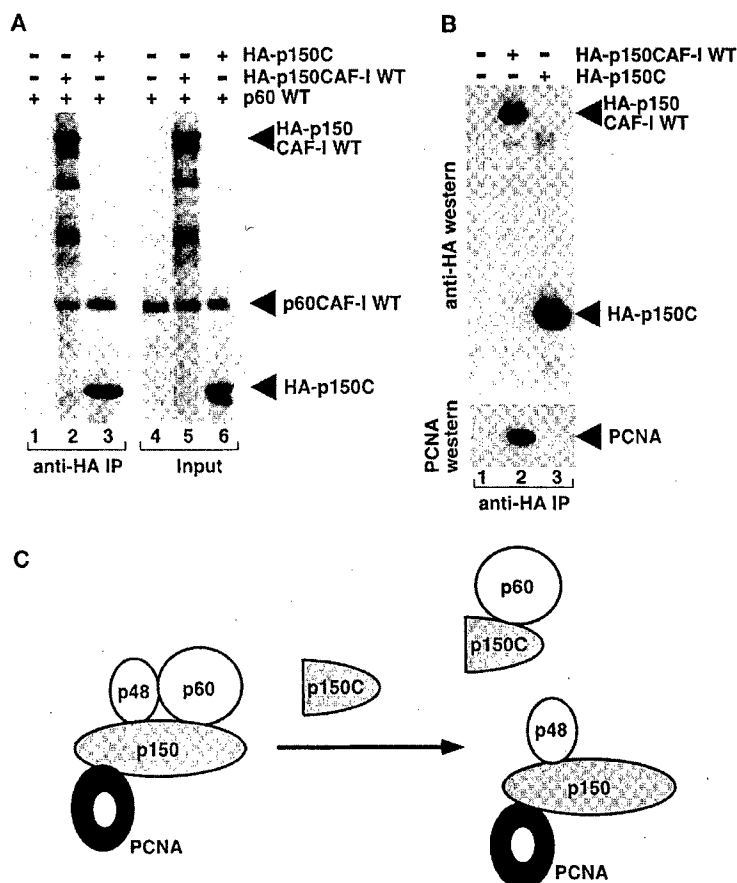 A
- - + - - + HA-p150C
- + - - + - HA-p150CAF-I WT
+ + + + + + p60 WT
HA-p150
CAF-I WT
p60CAF-I WT
HA-p150C
1 2 3 4 5 6
anti-HA IP Input
B
- + - HA-p150CAF-I WT
- - + HA-p150C
HA-p150
CAF-I WT
anti-HA western
HA-p150C
PCNA
western
PCNA
1 2 3
anti-HA IP
C
p48 p60
p150
PCNA
p150C
p60
p150C
p48
p150
PCNA